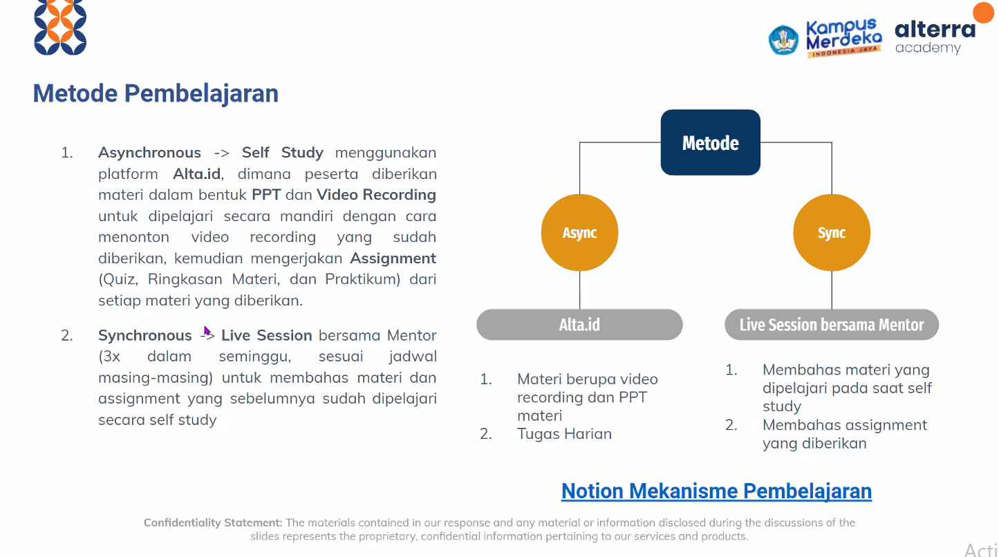 Kampus
Merdeka
INDONESIA JAYA
alterra
academy
Metode Pembelajaran
1. Asynchronous -> Self Study menggunakan
platform Alta.id, dimana peserta diberikan
materi dalam bentuk PPT dan Video Recording
untuk dipelajari secara mandiri dengan cara
menonton video recording yang sudah
diberikan, kemudian mengerjakan Assignment
(Quiz, Ringkasan Materi, dan Praktikum) dari
setiap materi yang diberikan.
2. Synchronous -> Live Session bersama Mentor
(3x dalam seminggu, sesuai jadwal
masing-masing) untuk membahas materi dan
assignment yang sebelumnya sudah dipelajari
secara self study
Metode
Async
Sync
Alta.id
Live Session bersama Mentor
1. Materi berupa video
recording dan PPT
materi
2. Tugas Harian
1. Membahas materi yang
dipelajari pada saat self
study
2. Membahas assignment
yang diberikan
Notion Mekanisme Pembelajaran
Confidentiality Statement: The materials contained in our response and any material or information disclosed during the discussions of the
slides represents the proprietary, confidential information pertaining to our services and products.